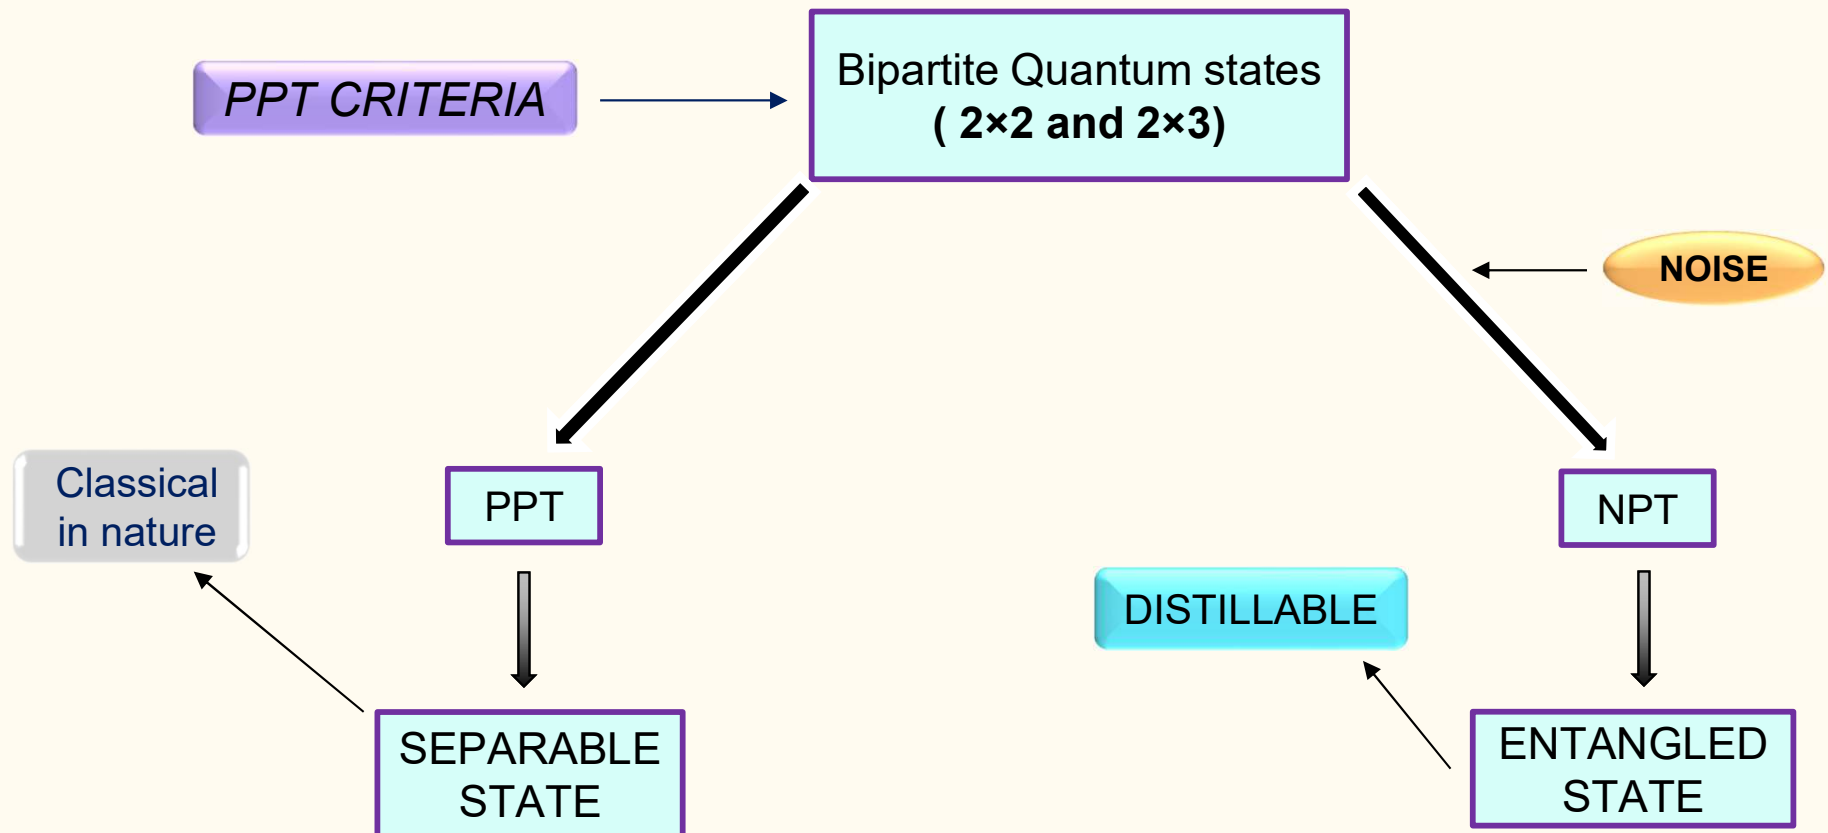 PPT CRITERIA
Bipartite Quantum states
( 2×2 and 2×3)
NOISE
Classical
in nature
PPT
NPT
DISTILLABLE
SEPARABLE
STATE
ENTANGLED
STATE